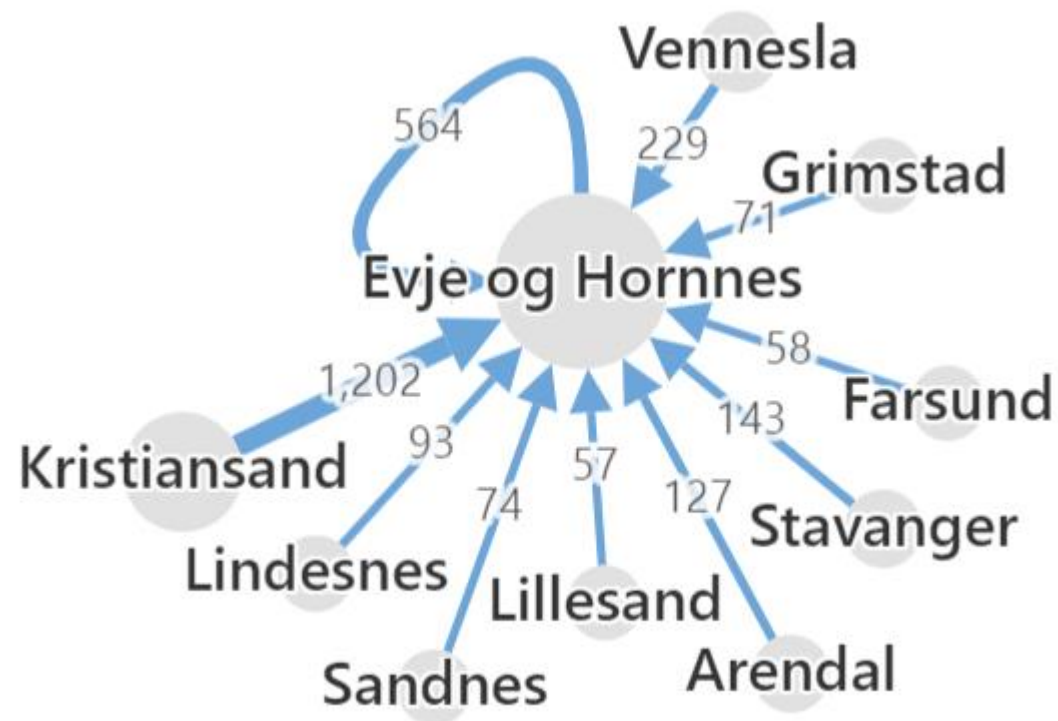 Vennesla
564
229
Grimstad
71
Evje og Hornnes
58
1,202
Farsund
93
143
Kristiansand
57
74
127
Stavanger
Lindesnes
Lillesand
Arendal
Sandnes